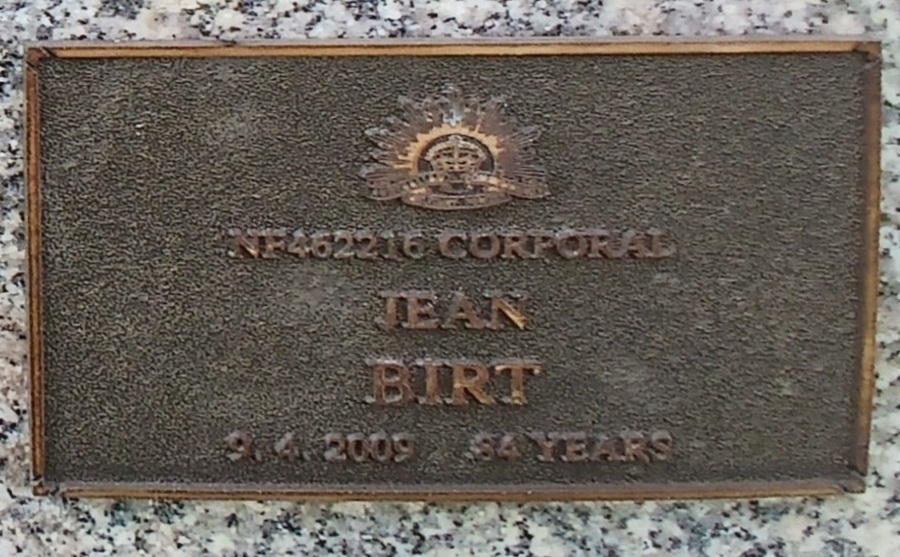 NF462216 CORPORAL
JEAN
BIRT
9. 4. 2009 84 YEARS